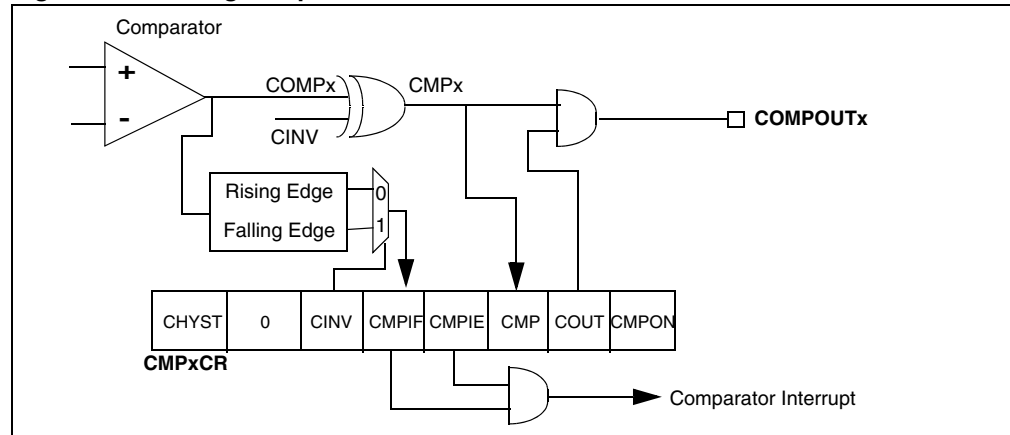 Comparator
+
-
COMPx
CINV
CMPx
COMPOUTx
Rising Edge
Falling Edge
0
1
CHYST 0 CINV CMPIF CMPIE CMP COUT CMPON
CMPxCR
Comparator Interrupt